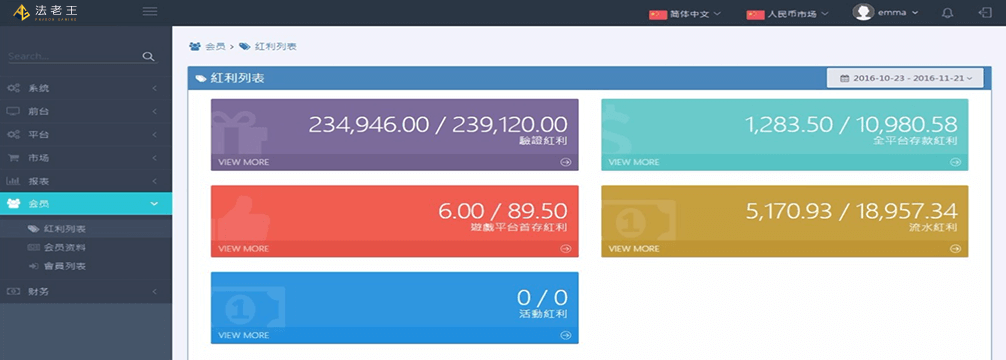 法老王
PHARAOH GAMING
简体中文
人民币市场
emma
Search...
系统
前台
平台
市场
报表
会员
紅利列表
会员资料
會員列表
财务
会员 > 紅利列表
紅利列表
2016-10-23 - 2016-11-21
234,946.00 / 239,120.00
驗證紅利
VIEW MORE
1,283.50 / 10,980.58
全平台存款紅利
VIEW MORE
6.00 / 89.50
遊戲平台首存紅利
VIEW MORE
5,170.93 / 18,957.34
流水紅利
VIEW MORE
0 / 0
活動紅利
VIEW MORE